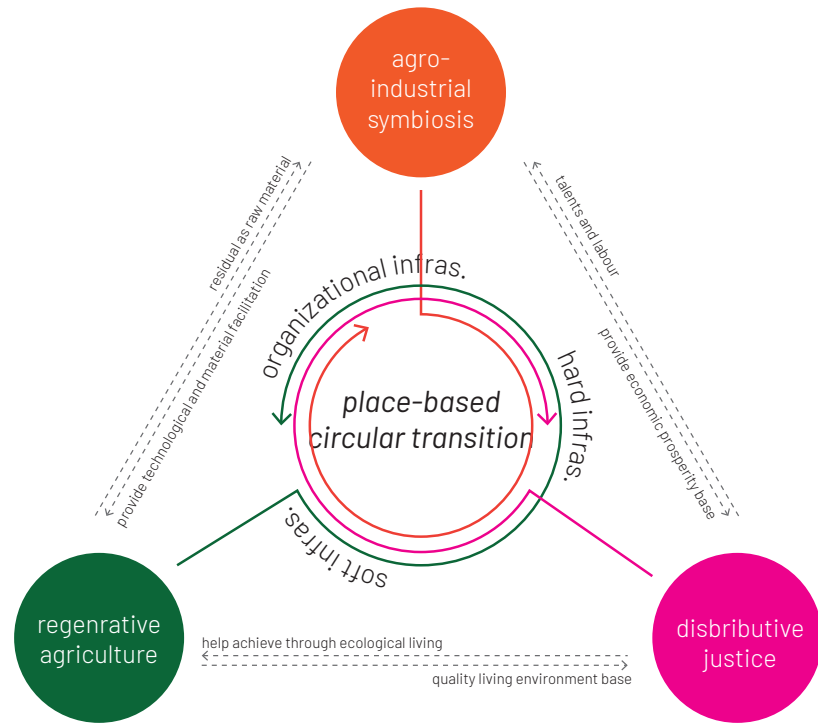 agro-
industrial
symbiosis
residual as raw material
provide technological and material facilitation
talents and labour
provide economic prosperity base
organizational infras.
hard infras.
soft infras.
place-based
circular transition
regenrative
agriculture
help achieve through ecological living
quality living environment base
disbributive
justice